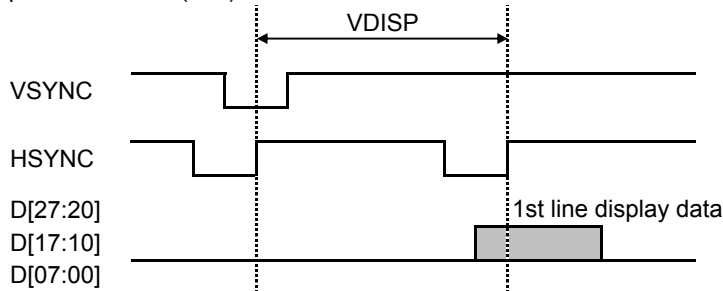 VDISP
VSYNC
HSYNC
D[27:20]
1st line display data
D[17:10]
D[07:00]